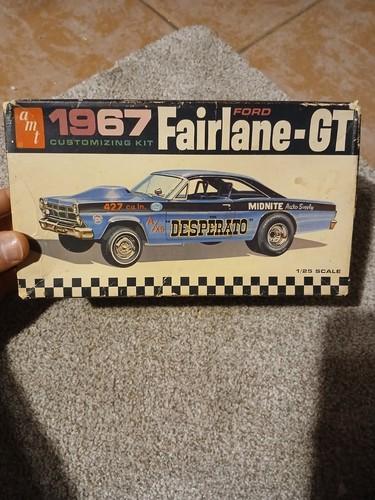 amt
1967
FORD
Fairlane-GT
CUSTOMIZING KIT
427 cu.in.
MIDNITE Auto Supply
A/XS
"DESPERATO"
1/25 SCALE